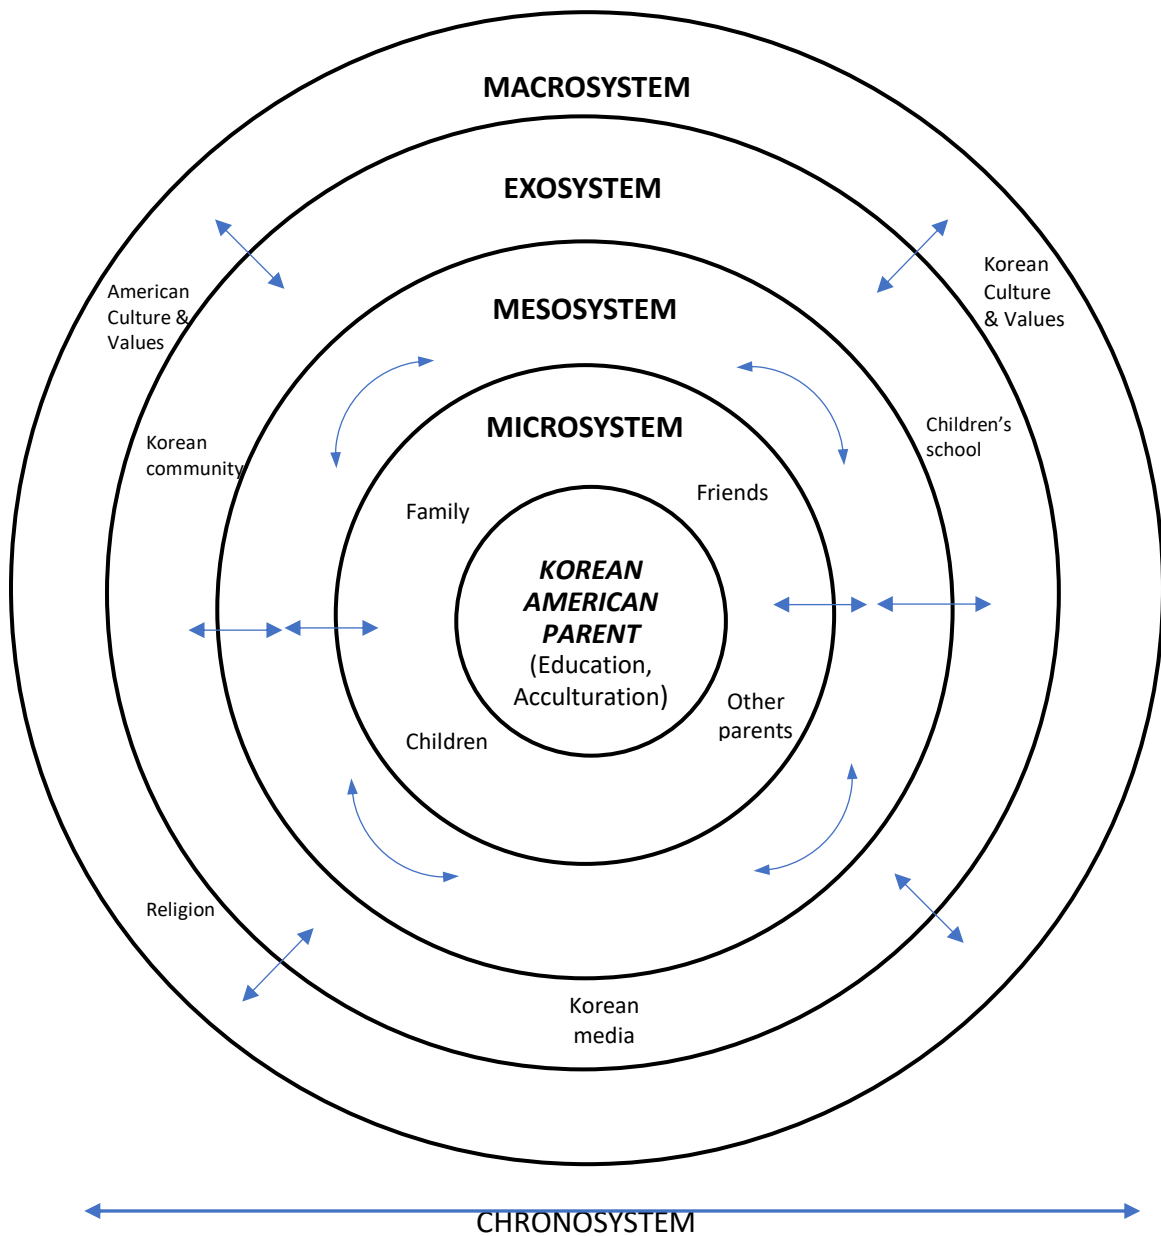 MACROSYSTEM
EXOSYSTEM
American
Culture &
Values
Korean
Culture
& Values
MESOSYSTEM
Korean
community
MICROSYSTEM
Children’s
school
Family
Friends
KOREAN
AMERICAN
PARENT
(Education,
Acculturation)
Children
Other
parents
Religion
Korean
media
CHRONOSYSTEM